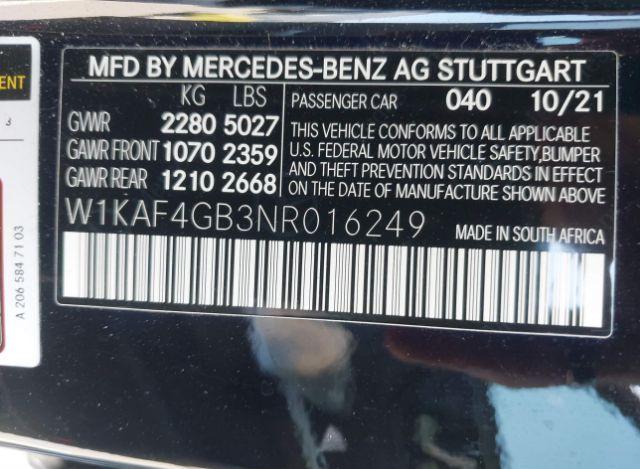 MFD BY MERCEDES-BENZ AG STUTTGART
KG LBS
GVWR 2280 5027
GAWR FRONT 1070 2359
GAWR REAR 1210 2668
PASSENGER CAR 040 10/21
THIS VEHICLE CONFORMS TO ALL APPLICABLE
U.S. FEDERAL MOTOR VEHICLE SAFETY,BUMPER
AND THEFT PREVENTION STANDARDS IN EFFECT
ON THE DATE OF MANUFACTURE SHOWN ABOVE
W1KAF4GB3NR016249
MADE IN SOUTH AFRICA
A 206 584 71 03